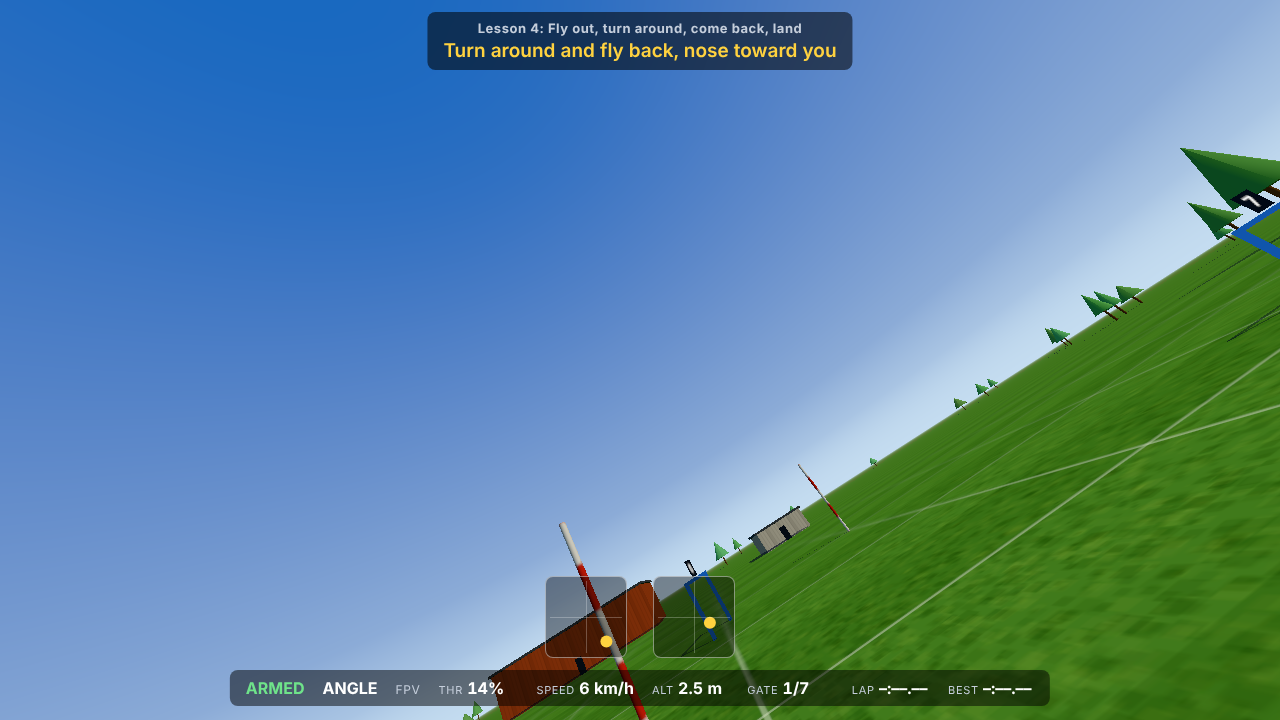 Lesson 4: Fly out, turn around, come back, land
Turn around and fly back, nose toward you
7
ARMED ANGLE FPV THR 14% SPEED 6 km/h ALT 2.5 m GATE 1/7 LAP –:––.–– BEST –:––.––